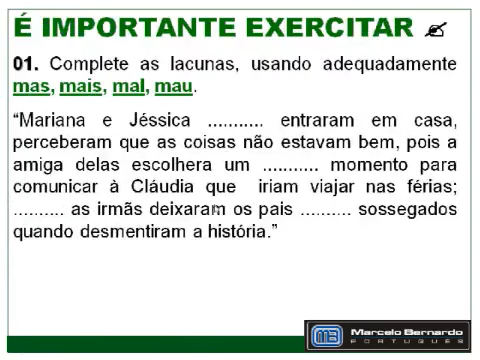 É IMPORTANTE EXERCITAR
01. Complete as lacunas, usando adequadamente
mas, mais, mal, mau.
“Mariana e Jéssica ........... entraram em casa,
perceberam que as coisas não estavam bem, pois a
amiga delas escolhera um ........... momento para
comunicar à Cláudia que iriam viajar nas férias;
.......... as irmãs deixaram os pais .......... sossegados
quando desmentiram a história.”
MB Marcelo Bernardo
PORTUGUÊS